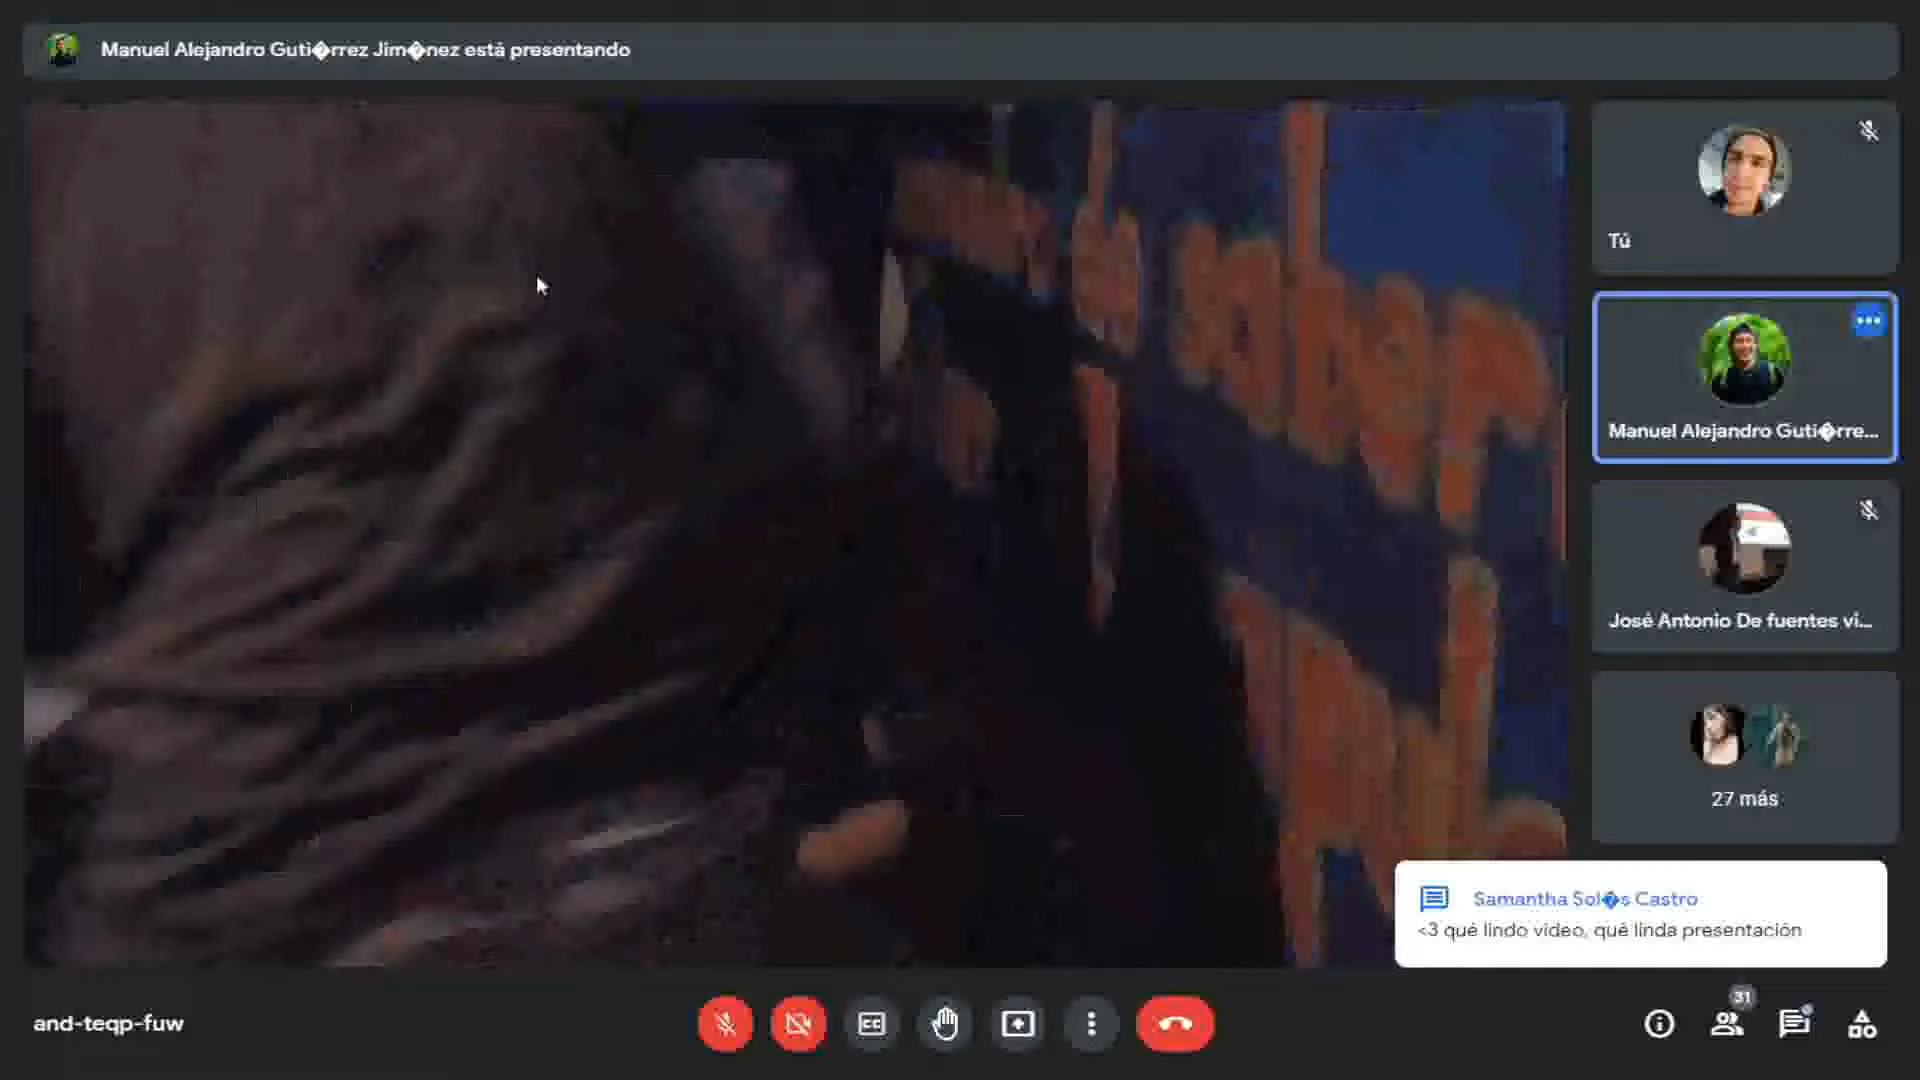 Manuel Alejandro Guti�rrez Jim�nez está presentando
Tú
Manuel Alejandro Guti�rre...
José Antonio De fuentes vi...
27 más
Samantha Sol�s Castro
<3 qué lindo video, qué linda presentación
31
and-teqp-fuw
CC